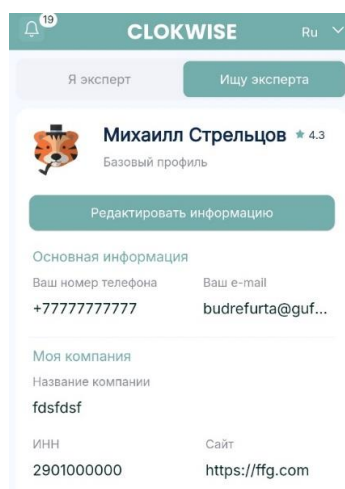 19
CLOKWISE Ru
Я эксперт Ищу эксперта
Михаилл Стрельцов ★ 4.3
Базовый профиль
Редактировать информацию
Основная информация
Ваш номер телефона Ваш e-mail
+77777777777 budrefurta@guf...
Моя компания
Название компании
fdsfdsf
ИНН Сайт
2901000000 https://ffg.com